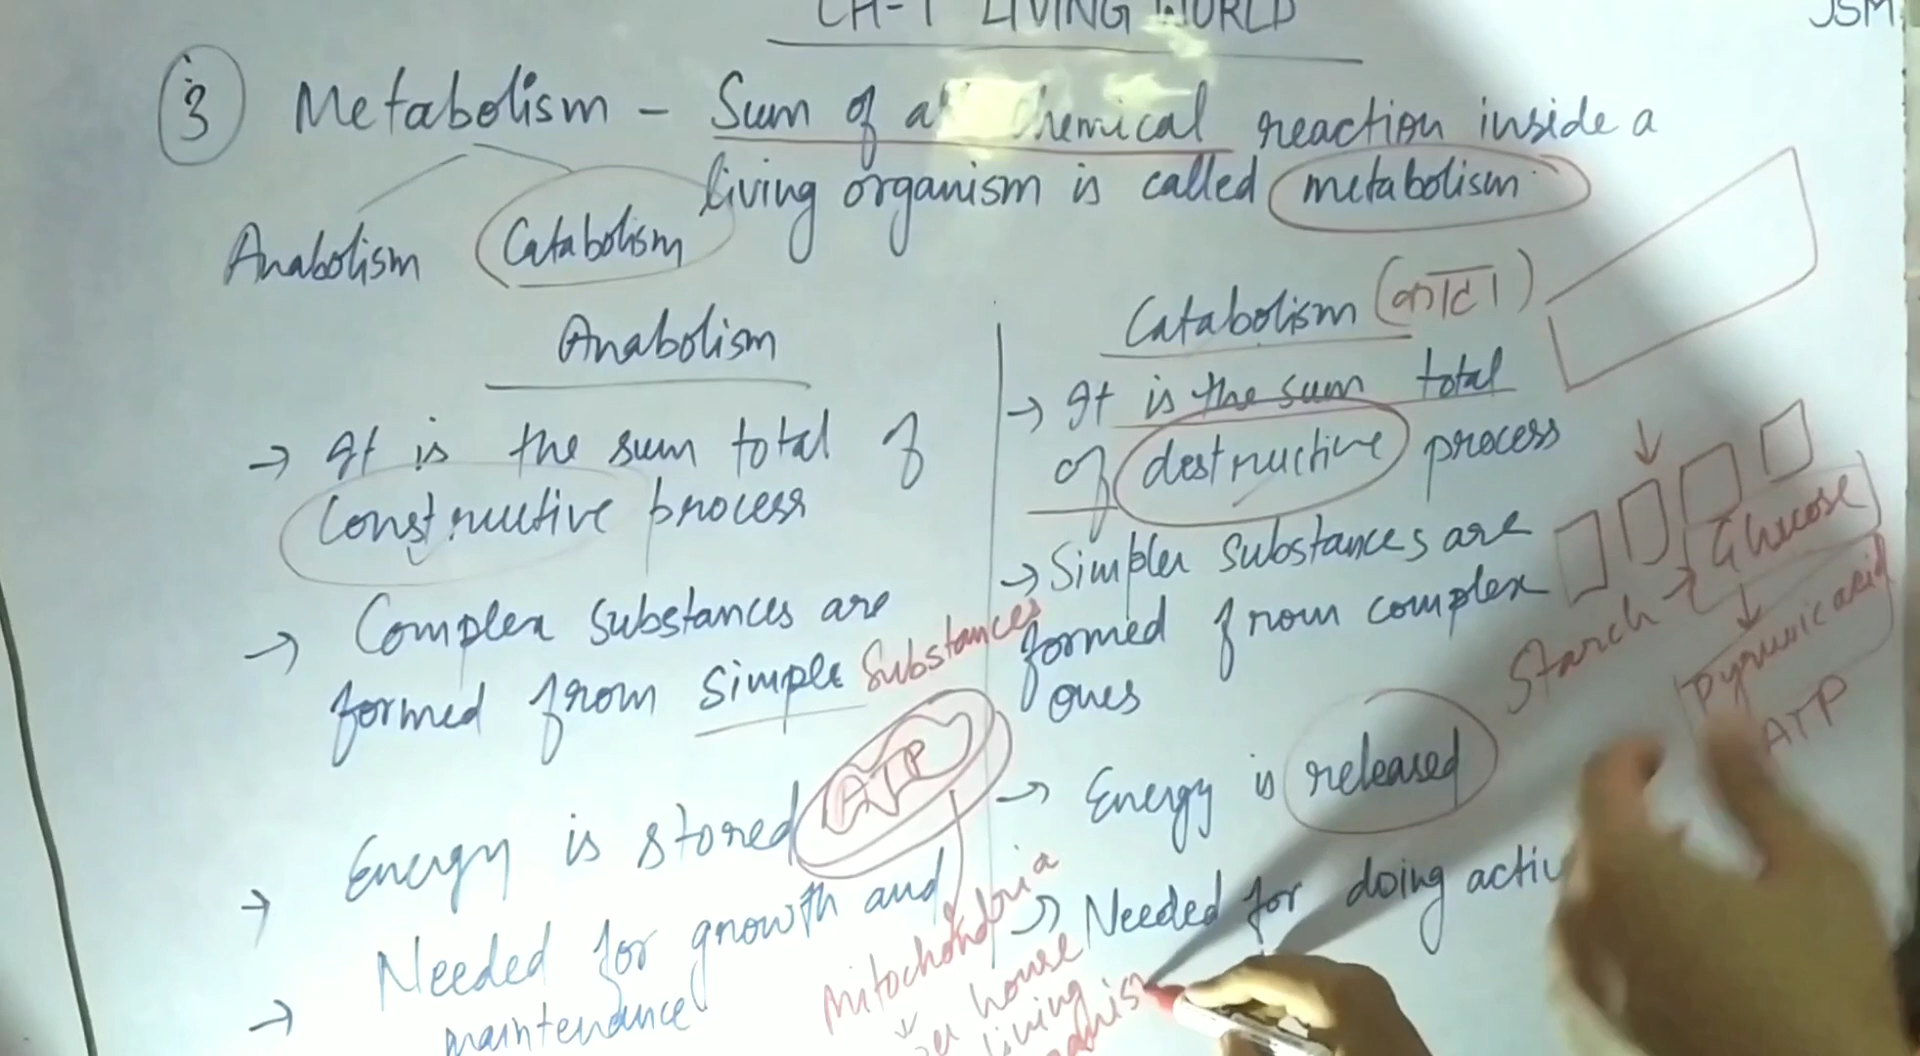 CH-1 LIVING WORLD
JSM
3 Metabolism - Sum of all chemical reaction inside a
living organism is called metabolism
Anabolism Catabolism
Anabolism
→ It is the sum total of
Constructive process
→ Complex substances are
formed from simple Substances
→ Energy is stored ATP
→ Needed for growth and
maintenance
Mitochondria
house
living
Catabolism (काटा)
→ It is the sum total
of destructive process
→ Simpler substances are
formed from complex
ones
→ Energy is released
→ Needed for doing activ
Starch → Glucose
↓
Pyruvic acid
ATP